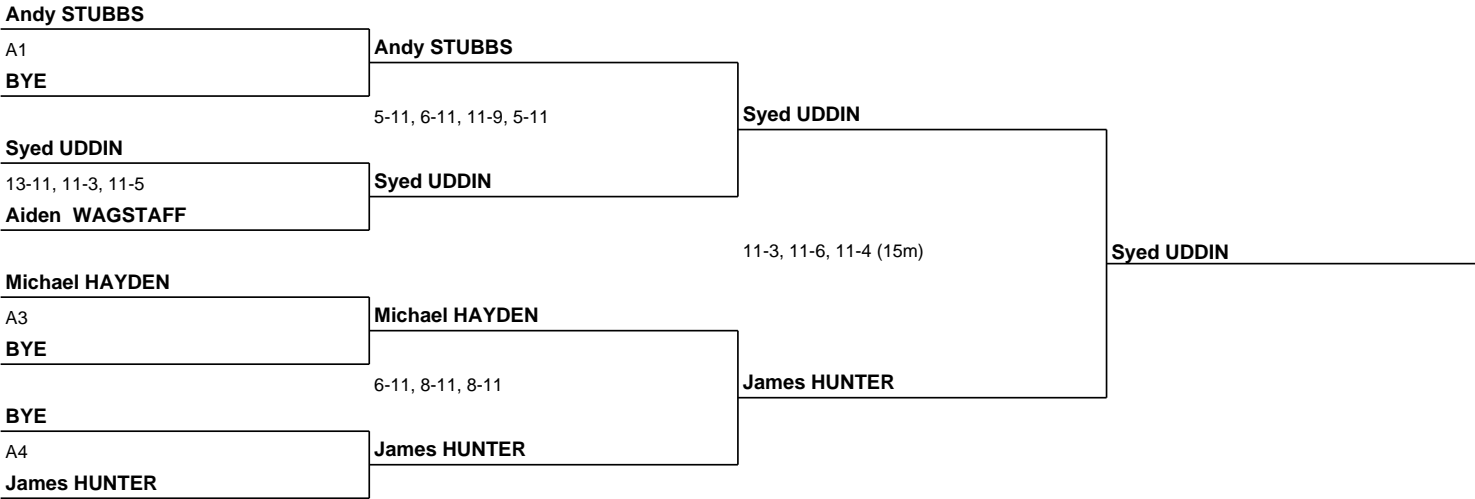 Andy STUBBS
A1
BYE
Andy STUBBS
5-11, 6-11, 11-9, 5-11
Syed UDDIN
Syed UDDIN
13-11, 11-3, 11-5
Aiden  WAGSTAFF
Syed UDDIN
11-3, 11-6, 11-4 (15m)
Syed UDDIN
Michael HAYDEN
A3
BYE
Michael HAYDEN
6-11, 8-11, 8-11
James HUNTER
BYE
A4
James HUNTER
James HUNTER